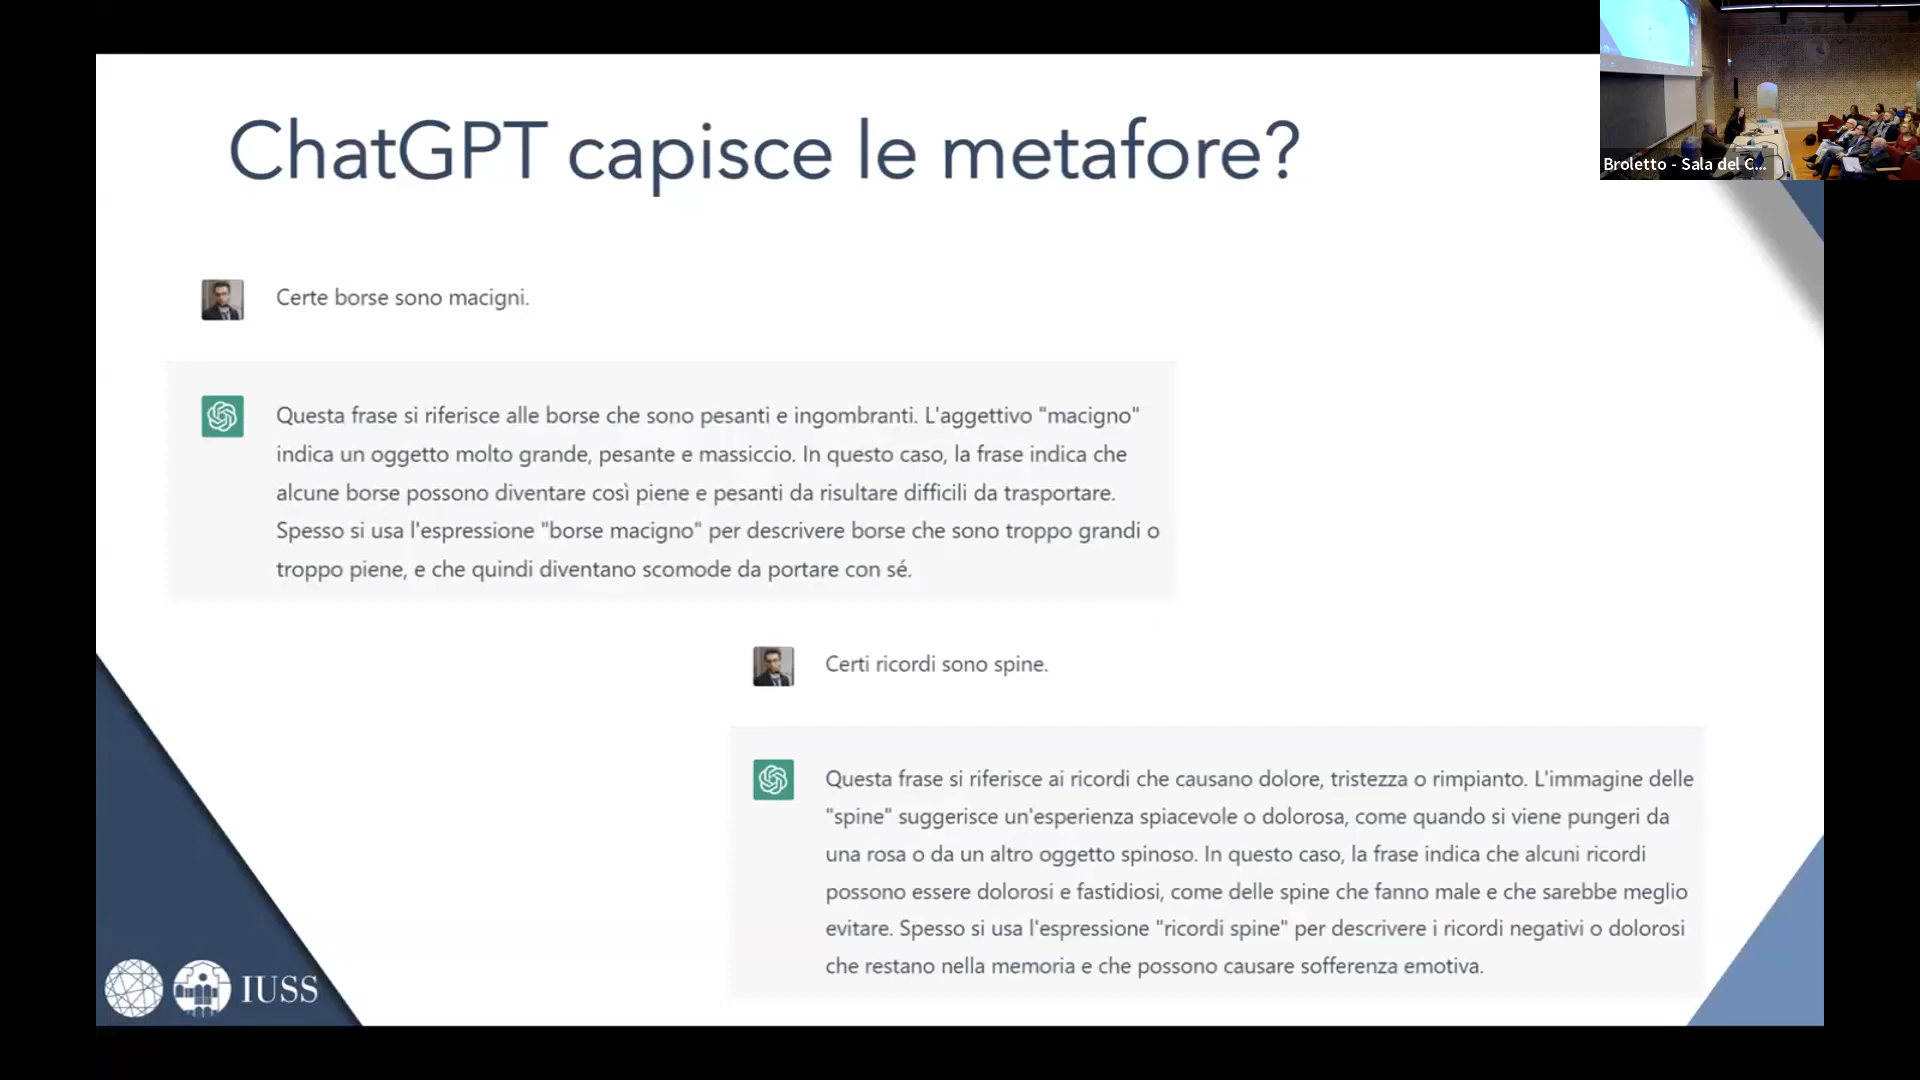 ChatGPT capisce le metafore?
Broletto - Sala del C...
Certe borse sono macigni.
Questa frase si riferisce alle borse che sono pesanti e ingombranti. L'aggettivo "macigno"
indica un oggetto molto grande, pesante e massiccio. In questo caso, la frase indica che
alcune borse possono diventare così piene e pesanti da risultare difficili da trasportare.
Spesso si usa l'espressione "borse macigno" per descrivere borse che sono troppo grandi o
troppo piene, e che quindi diventano scomode da portare con sé.
Certi ricordi sono spine.
Questa frase si riferisce ai ricordi che causano dolore, tristezza o rimpianto. L'immagine delle
"spine" suggerisce un'esperienza spiacevole o dolorosa, come quando si viene pungeri da
una rosa o da un altro oggetto spinoso. In questo caso, la frase indica che alcuni ricordi
possono essere dolorosi e fastidiosi, come delle spine che fanno male e che sarebbe meglio
evitare. Spesso si usa l'espressione "ricordi spine" per descrivere i ricordi negativi o dolorosi
che restano nella memoria e che possono causare sofferenza emotiva.
IUSS